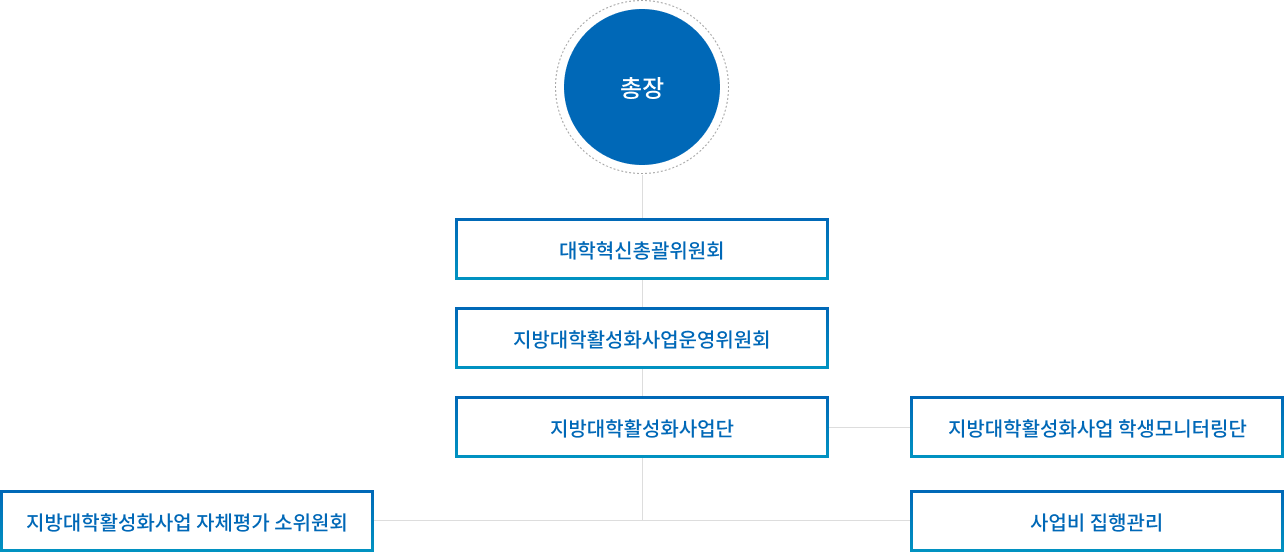 총장
대학혁신총괄위원회
지방대학활성화사업운영위원회
지방대학활성화사업단
지방대학활성화사업 학생모니터링단
지방대학활성화사업 자체평가 소위원회
사업비 집행관리